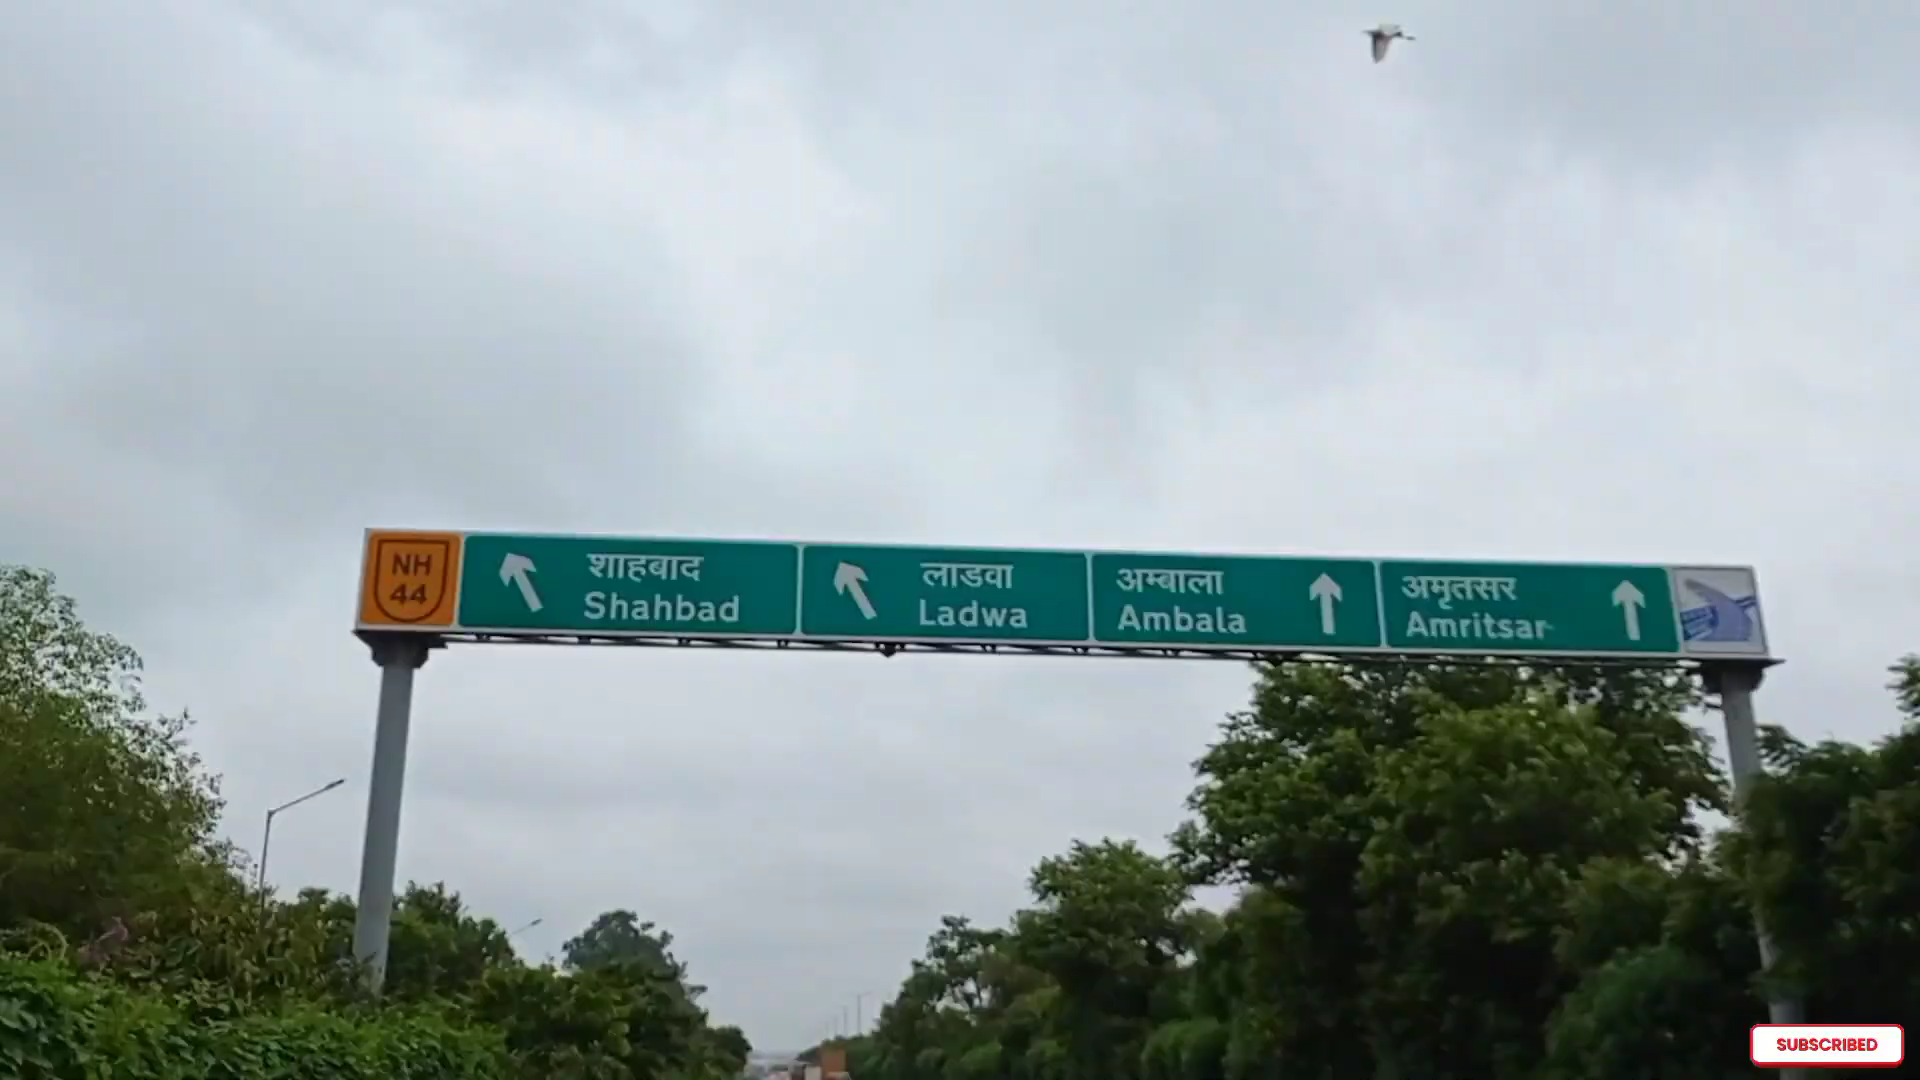 NH
44
शाहबाद
Shahbad
लाडवा
Ladwa
अम्बाला
Ambala
अमृतसर
Amritsar
SUBSCRIBED